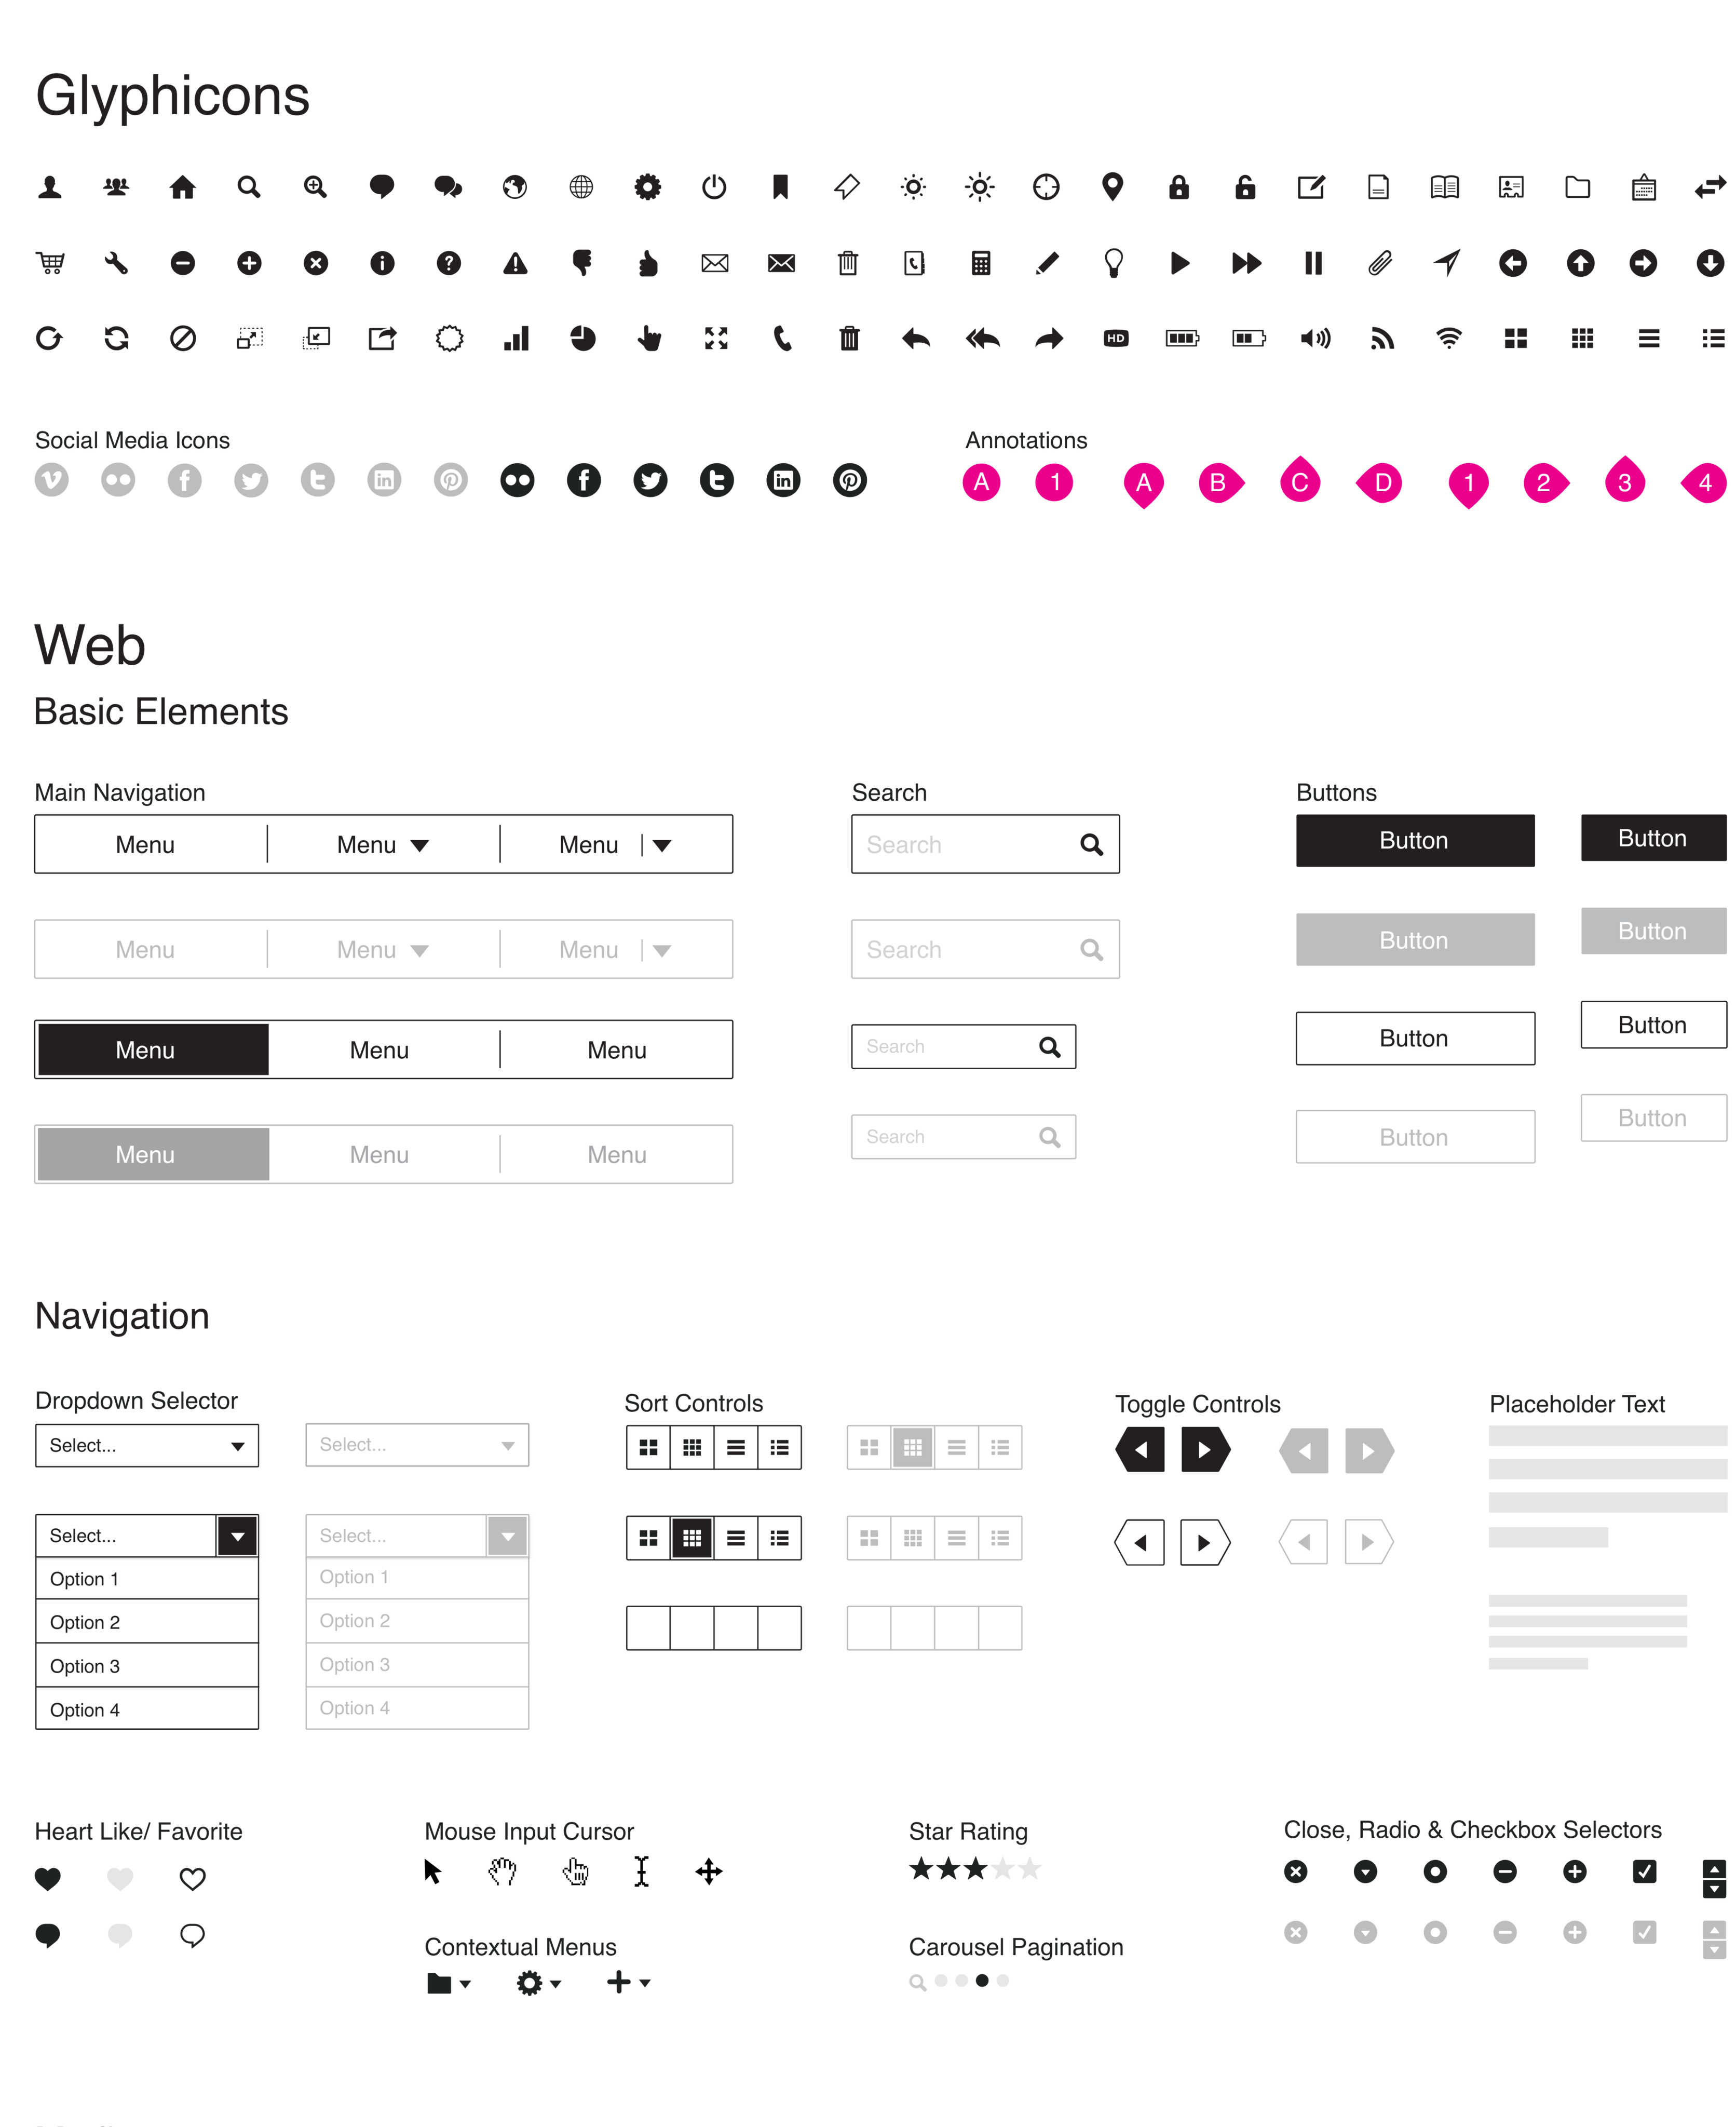 Glyphicons
HD
Social Media Icons
Annotations
A 1 A B C D 1 2 3 4
Web
Basic Elements
Main Navigation
Search
Buttons
Menu Menu Menu
Search
Button
Button
Menu Menu Menu
Search
Button
Button
Menu Menu Menu
Search
Button
Button
Menu Menu Menu
Search
Button
Button
Navigation
Dropdown Selector
Sort Controls
Toggle Controls
Placeholder Text
Select...
Select...
Select...
Select...
Option 1
Option 1
Option 2
Option 2
Option 3
Option 3
Option 4
Option 4
Heart Like/ Favorite
Mouse Input Cursor
Star Rating
Close, Radio & Checkbox Selectors
Contextual Menus
Carousel Pagination